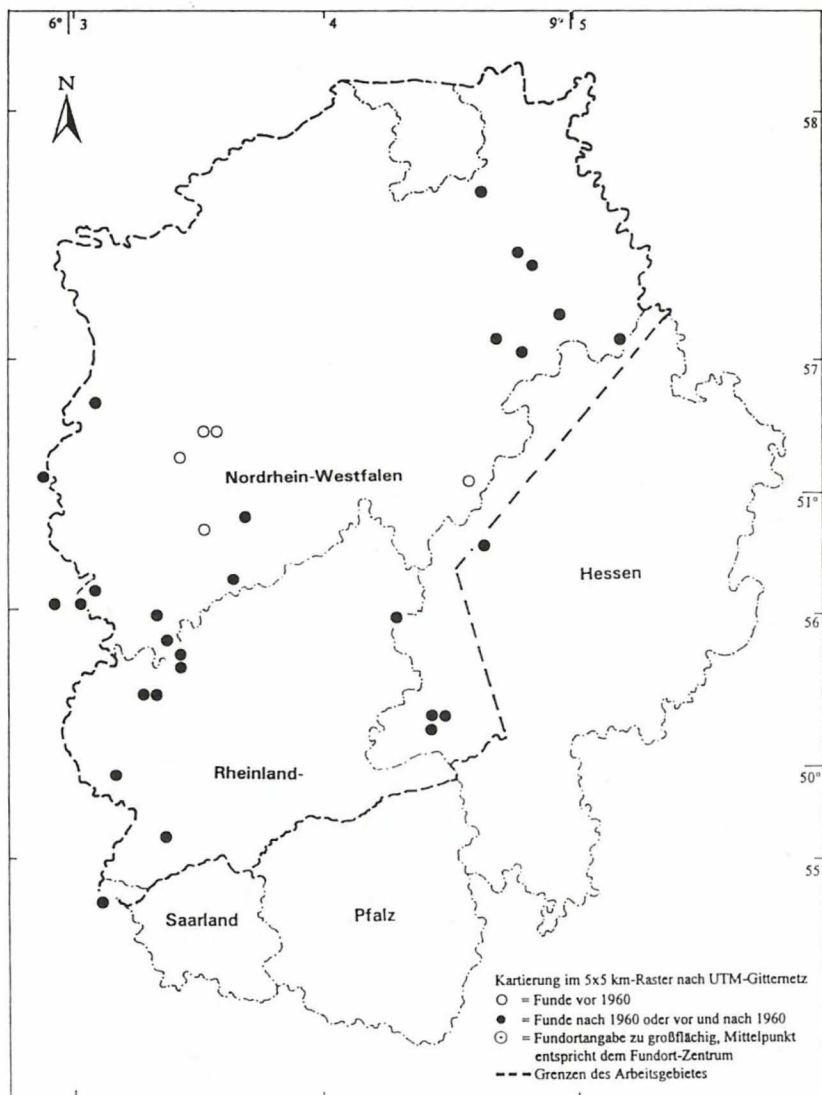 6° 3 4 9° 5
N
58
57
Nordrhein-Westfalen
51°
Hessen
56
Rheinland-
50°
55
Saarland
Pfalz
Kartierung im 5x5 km-Raster nach UTM-Gitternetz
○ = Funde vor 1960
● = Funde nach 1960 oder vor und nach 1960
⊙ = Fundortangabe zu großflächig, Mittelpunkt
entspricht dem Fundort-Zentrum
--- Grenzen des Arbeitsgebietes